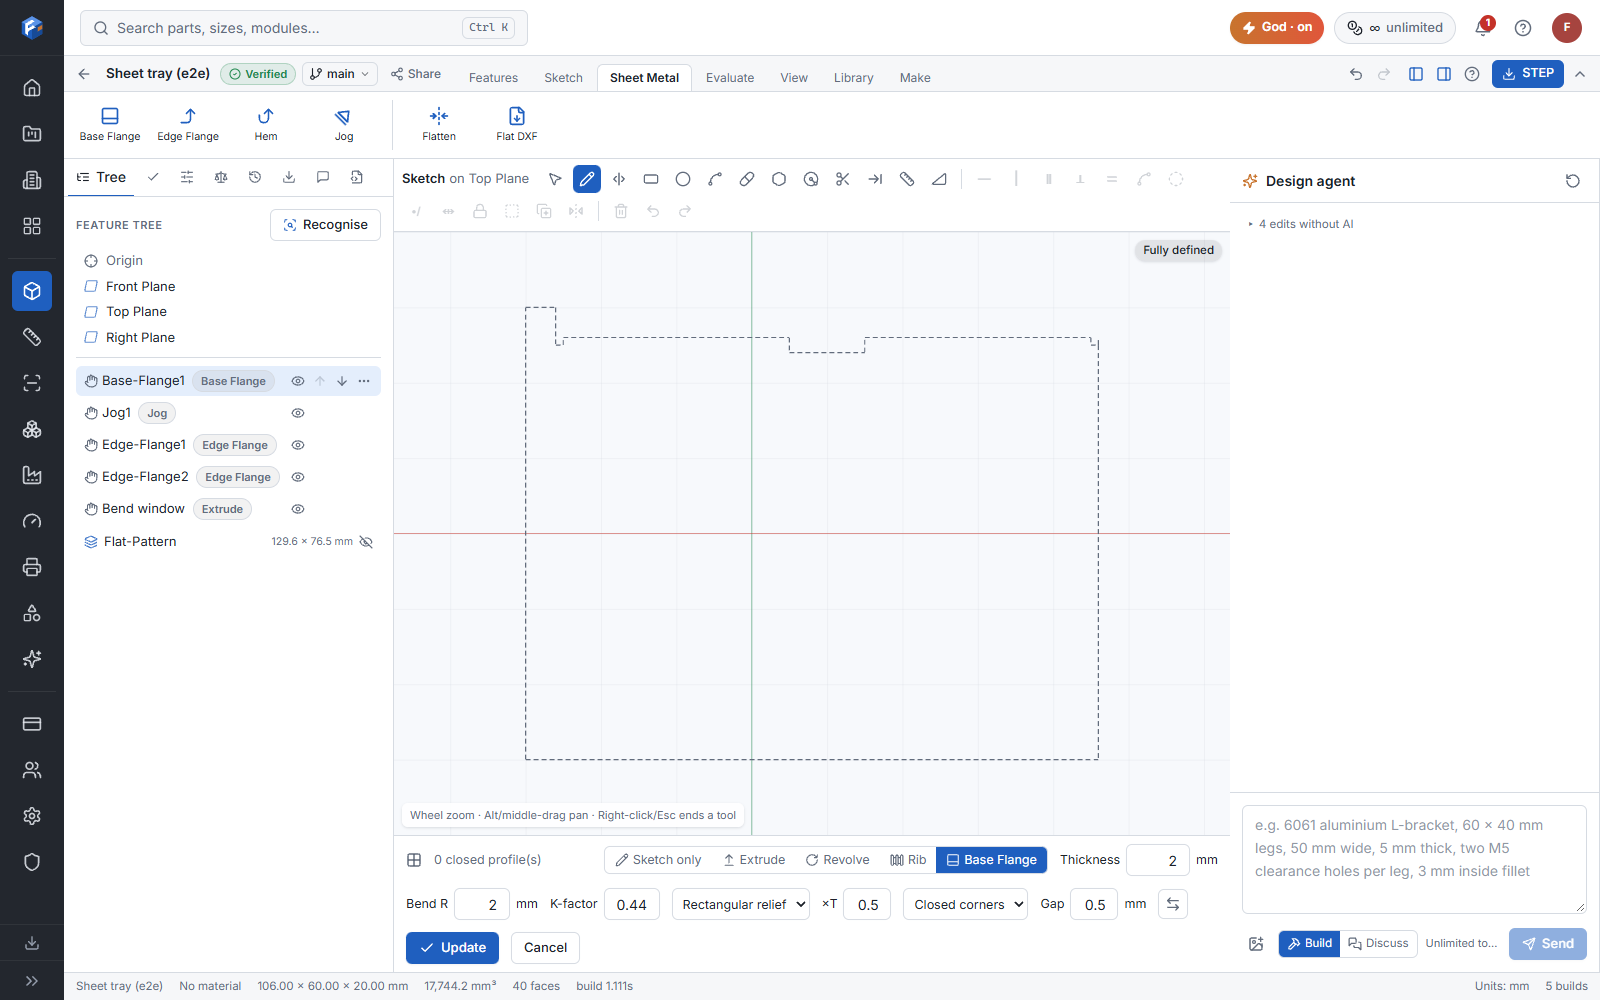 Search parts, sizes, modules...
Ctrl K
God · on
∞ unlimited
1
F
Sheet tray (e2e)
Verified
main
Share
Features
Sketch
Sheet Metal
Evaluate
View
Library
Make
STEP
Base Flange
Edge Flange
Hem
Jog
Flatten
Flat DXF
Tree
Sketch on Top Plane
Design agent
FEATURE TREE
Recognise
4 edits without AI
Origin
Front Plane
Top Plane
Right Plane
Fully defined
Base-Flange1 Base Flange
Jog1 Jog
Edge-Flange1 Edge Flange
Edge-Flange2 Edge Flange
Bend window Extrude
Flat-Pattern 129.6 × 76.5 mm
Wheel zoom · Alt/middle-drag pan · Right-click/Esc ends a tool
0 closed profile(s)
Sketch only
Extrude
Revolve
Rib
Base Flange
Thickness 2 mm
Bend R 2 mm K-factor 0.44 Rectangular relief ×T 0.5 Closed corners Gap 0.5 mm
Update
Cancel
e.g. 6061 aluminium L-bracket, 60 × 40 mm
legs, 50 mm wide, 5 mm thick, two M5
clearance holes per leg, 3 mm inside fillet
Build
Discuss
Unlimited to...
Send
Sheet tray (e2e) No material 106.00 × 60.00 × 20.00 mm 17,744.2 mm³ 40 faces build 1.111s
Units: mm 5 builds